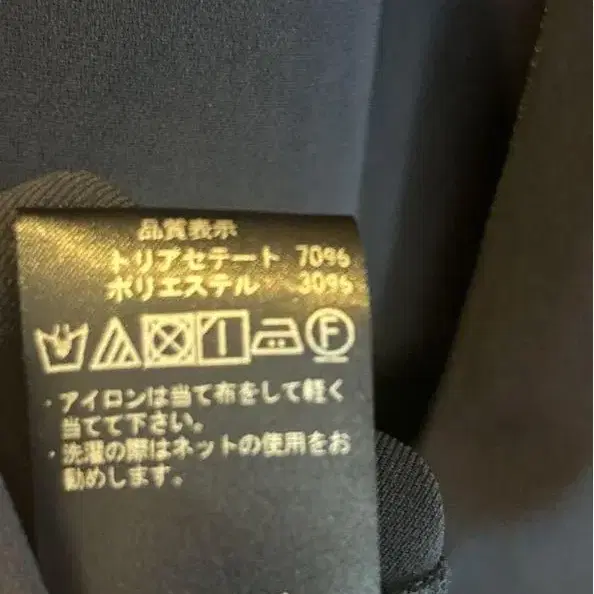 品質表示
トリアセテート 70%
ポリエステル 30%
F
・アイロンは当て布をして軽く
当てて下さい。
・洗濯の際はネットの使用をお
勧めします。